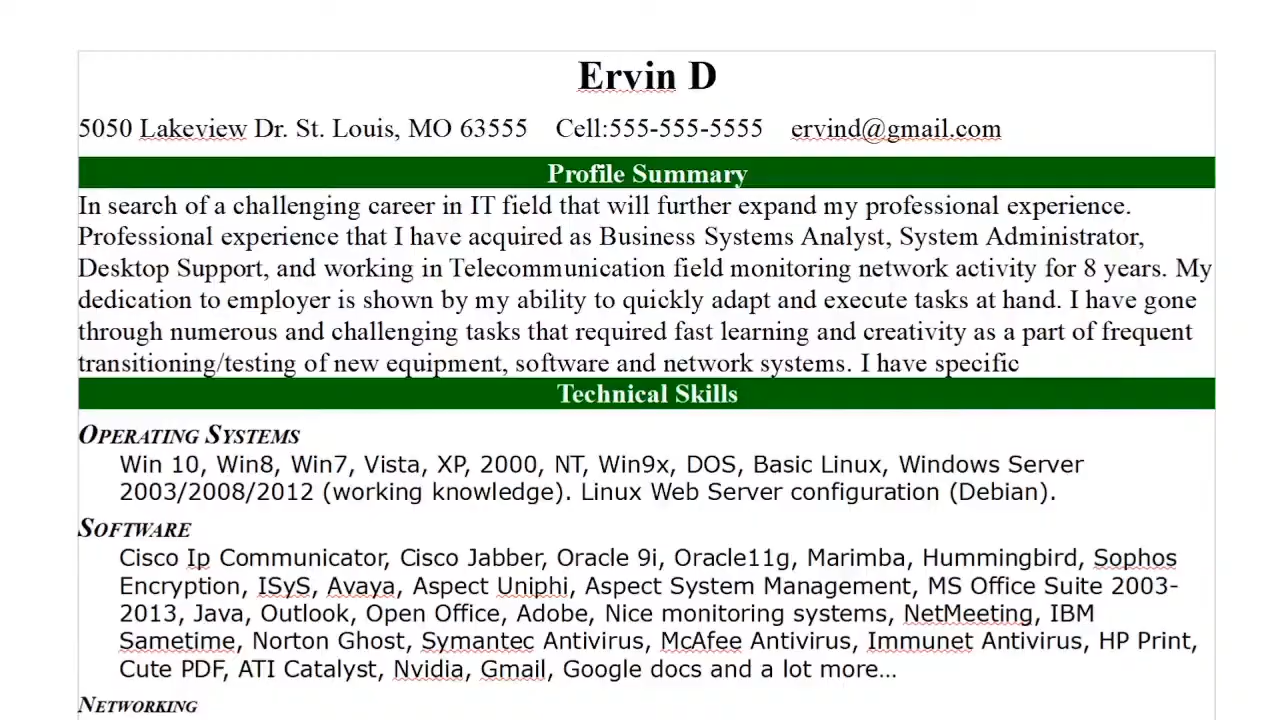 Ervin D
5050 Lakeview Dr. St. Louis, MO 63555 Cell:555-555-5555 ervind@gmail.com
Profile Summary
In search of a challenging career in IT field that will further expand my professional experience.
Professional experience that I have acquired as Business Systems Analyst, System Administrator,
Desktop Support, and working in Telecommunication field monitoring network activity for 8 years. My
dedication to employer is shown by my ability to quickly adapt and execute tasks at hand. I have gone
through numerous and challenging tasks that required fast learning and creativity as a part of frequent
transitioning/testing of new equipment, software and network systems. I have specific
Technical Skills
OPERATING SYSTEMS
Win 10, Win8, Win7, Vista, XP, 2000, NT, Win9x, DOS, Basic Linux, Windows Server
2003/2008/2012 (working knowledge). Linux Web Server configuration (Debian).
SOFTWARE
Cisco Ip Communicator, Cisco Jabber, Oracle 9i, Oracle11g, Marimba, Hummingbird, Sophos
Encryption, ISyS, Avaya, Aspect Uniphi, Aspect System Management, MS Office Suite 2003-
2013, Java, Outlook, Open Office, Adobe, Nice monitoring systems, NetMeeting, IBM
Sametime, Norton Ghost, Symantec Antivirus, McAfee Antivirus, Immunet Antivirus, HP Print,
Cute PDF, ATI Catalyst, Nvidia, Gmail, Google docs and a lot more…
NETWORKING